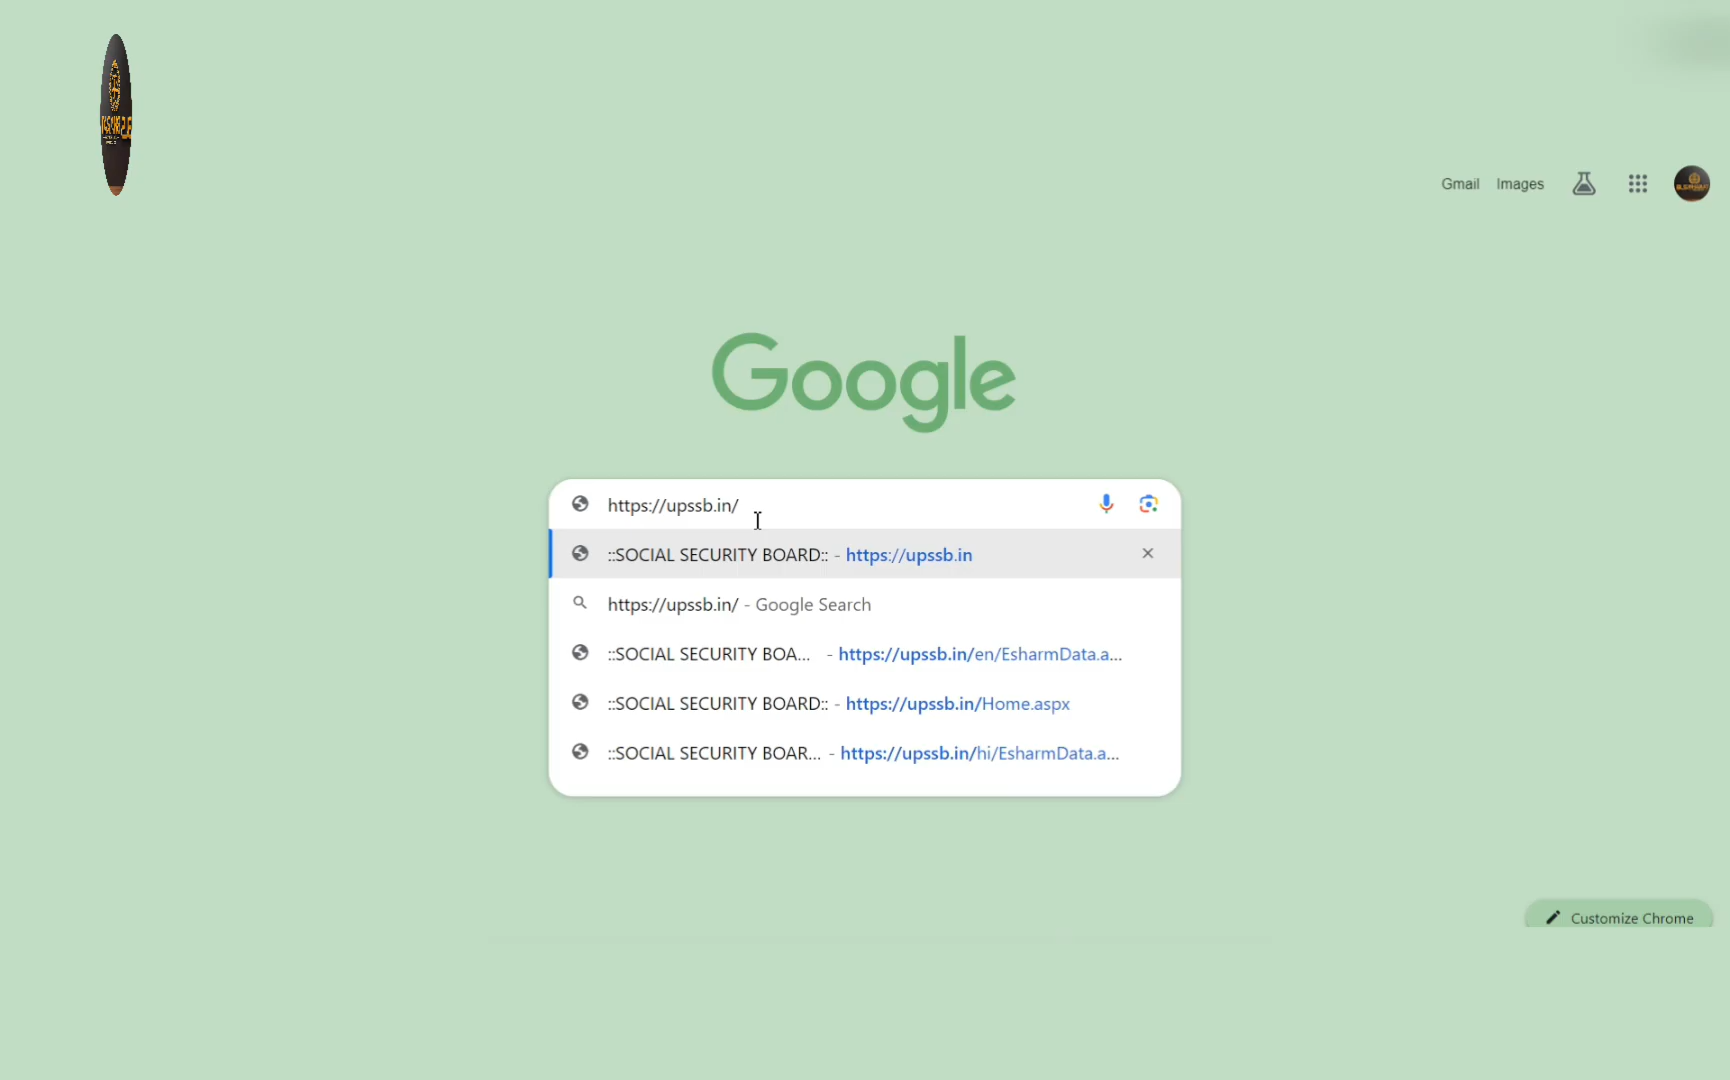 Gmail Images
Google
https://upssb.in/
::SOCIAL SECURITY BOARD:: - https://upssb.in
https://upssb.in/ - Google Search
::SOCIAL SECURITY BOA... - https://upssb.in/en/EsharmData.a...
::SOCIAL SECURITY BOARD:: - https://upssb.in/Home.aspx
::SOCIAL SECURITY BOAR... - https://upssb.in/hi/EsharmData.a...
Customize Chrome